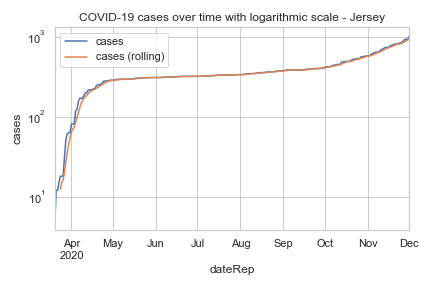 COVID-19 cases over time with logarithmic scale - Jersey
cases
cases (rolling)
10³
10²
10¹
cases
Apr May Jun Jul Aug Sep Oct Nov Dec
2020
dateRep